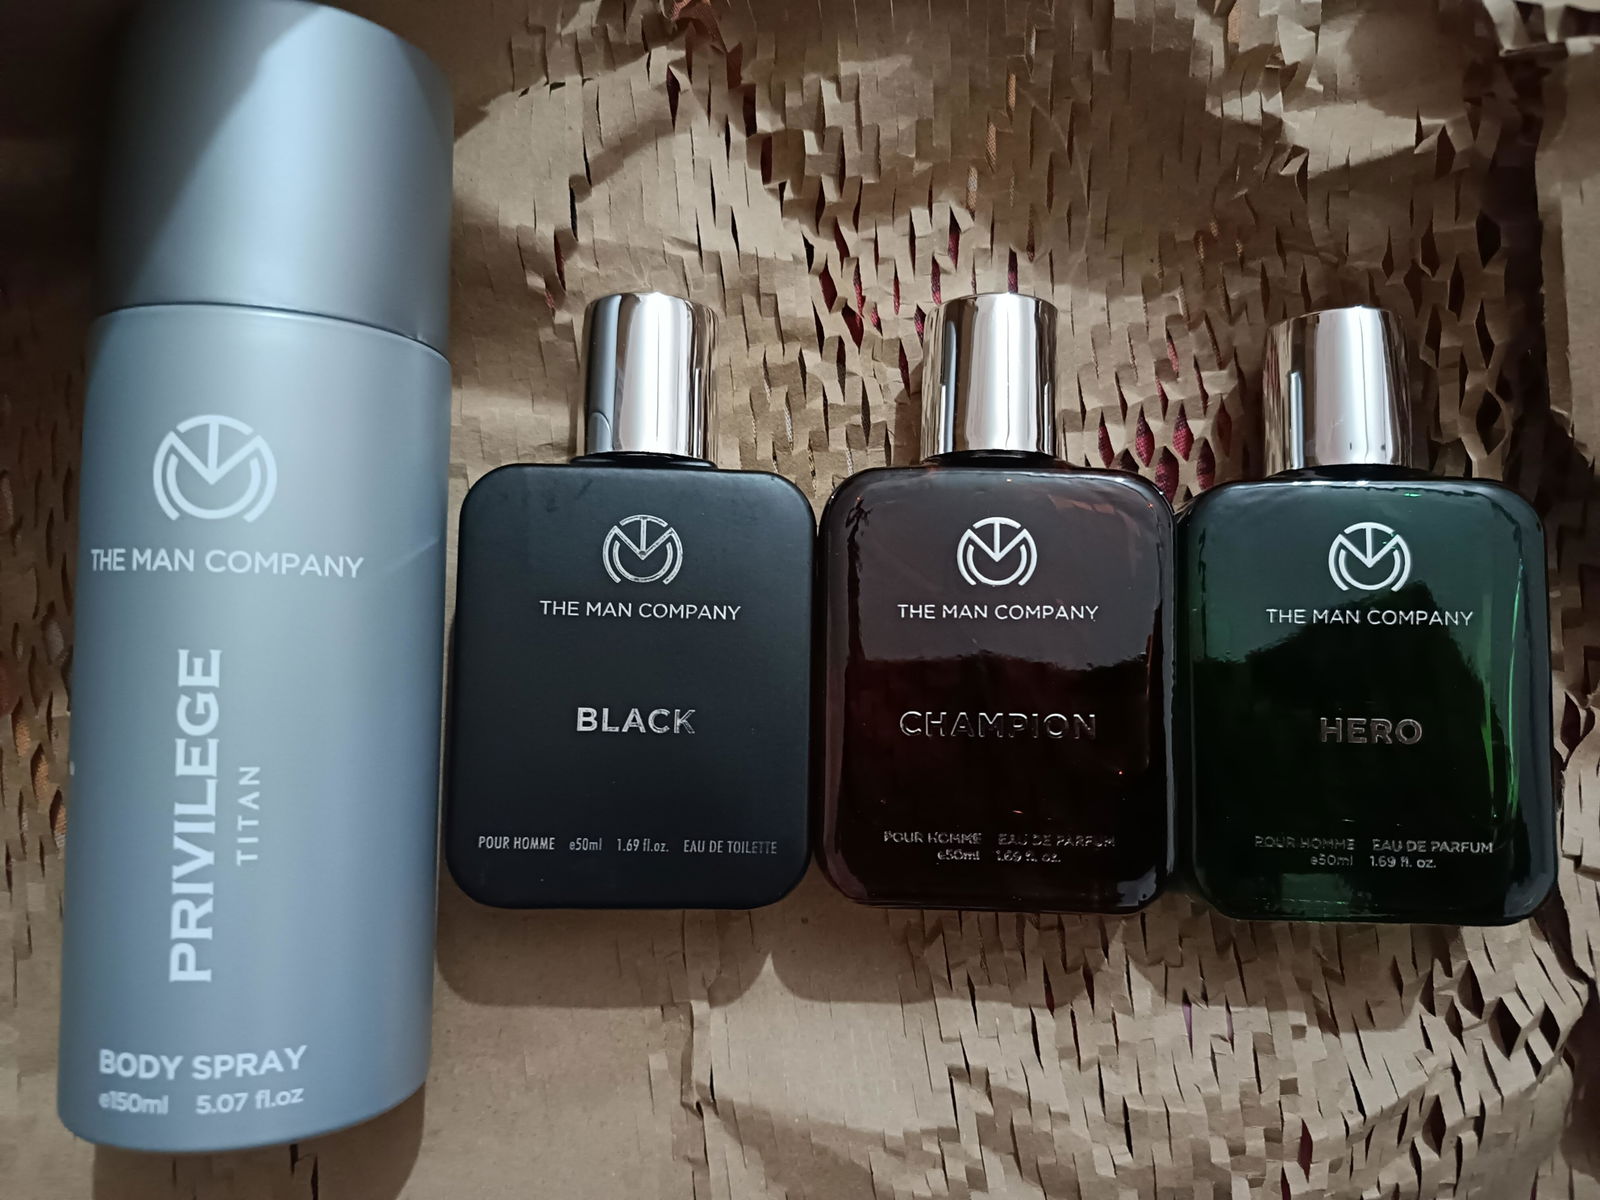 THE MAN COMPANY
PRIVILEGE
TITAN
BODY SPRAY
e150ml 5.07 fl.oz
THE MAN COMPANY
BLACK
POUR HOMME e50ml 1.69 fl.oz. EAU DE TOILETTE
THE MAN COMPANY
CHAMPION
POUR HOMME EAU DE PARFUM
e50ml 1.69 fl. oz.
THE MAN COMPANY
HERO
POUR HOMME EAU DE PARFUM
e50ml 1.69 fl. oz.